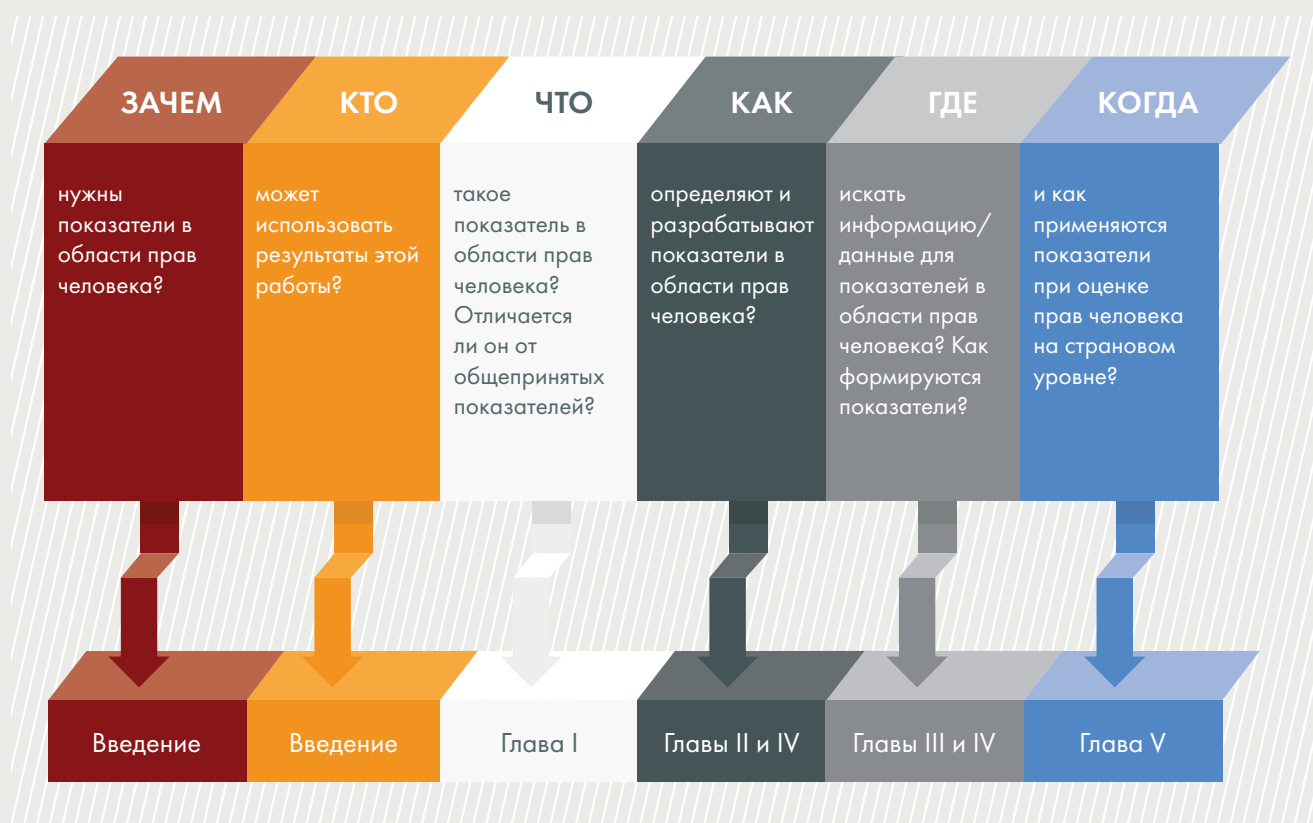 ЗАЧЕМ
нужны
показатели в
области прав
человека?
КТО
может
использовать
результаты этой
работы?
ЧТО
такое
показатель в
области прав
человека?
Отличается
ли он от
общепринятых
показателей?
КАК
определяют и
разрабатывают
показатели в
области прав
человека?
ГДЕ
искать
информацию/
данные для
показателей в
области прав
человека? Как
формируются
показатели?
КОГДА
и как
применяются
показатели
при оценке
прав человека
на страновом
уровне?
Введение
Введение
Глава I
Главы II и IV
Главы III и IV
Глава V